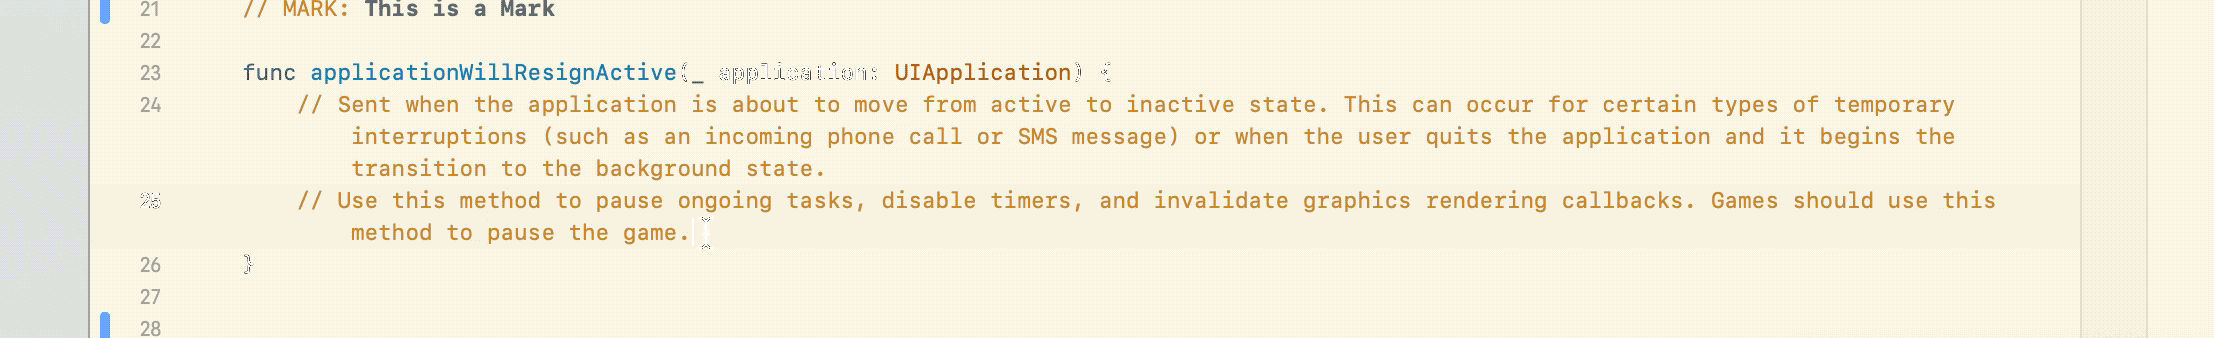 21 // MARK: This is a Mark
22
23 func applicationWillResignActive(_ application: UIApplication) {
24 // Sent when the application is about to move from active to inactive state. This can occur for certain types of temporary
interruptions (such as an incoming phone call or SMS message) or when the user quits the application and it begins the
transition to the background state.
25 // Use this method to pause ongoing tasks, disable timers, and invalidate graphics rendering callbacks. Games should use this
method to pause the game.
26 }
27
28